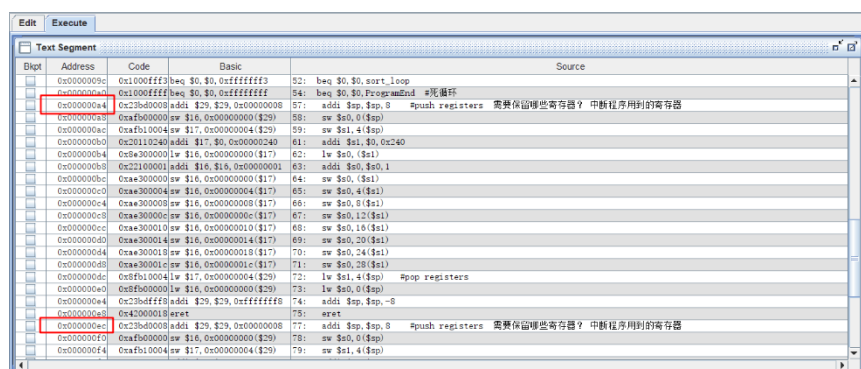 Edit Execute
Text Segment
Bkpt Address Code Basic Source
0x0000009c 0x1000fff3 beq $0,$0,0xfffffff3 52: beq $0,$0,sort_loop
0x000000a0 0x1000ffff beq $0,$0,0xffffffff 54: beq $0,$0,ProgramEnd #死循环
0x000000a4 0x23bd0008 addi $29,$29,0x00000008 57: addi $sp,$sp,8 #push registers 需要保留哪些寄存器？ 中断程序用到的寄存器
0x000000a8 0xafb00000 sw $16,0x00000000($29) 58: sw $s0,0($sp)
0x000000ac 0xafb10004 sw $17,0x00000004($29) 59: sw $s1,4($sp)
0x000000b0 0x20110240 addi $17,$0,0x00000240 61: addi $s1,$0,0x240
0x000000b4 0x8e300000 lw $16,0x00000000($17) 62: lw $s0,($s1)
0x000000b8 0x22100001 addi $16,$16,0x00000001 63: addi $s0,$s0,1
0x000000bc 0xae300000 sw $16,0x00000000($17) 64: sw $s0,($s1)
0x000000c0 0xae300004 sw $16,0x00000004($17) 65: sw $s0,4($s1)
0x000000c4 0xae300008 sw $16,0x00000008($17) 66: sw $s0,8($s1)
0x000000c8 0xae30000c sw $16,0x0000000c($17) 67: sw $s0,12($s1)
0x000000cc 0xae300010 sw $16,0x00000010($17) 68: sw $s0,16($s1)
0x000000d0 0xae300014 sw $16,0x00000014($17) 69: sw $s0,20($s1)
0x000000d4 0xae300018 sw $16,0x00000018($17) 70: sw $s0,24($s1)
0x000000d8 0xae30001c sw $16,0x0000001c($17) 71: sw $s0,28($s1)
0x000000dc 0x8fb10004 lw $17,0x00000004($29) 72: lw $s1,4($sp) #pop registers
0x000000e0 0x8fb00000 lw $16,0x00000000($29) 73: lw $s0,0($sp)
0x000000e4 0x23bdfff8 addi $29,$29,0xfffffff8 74: addi $sp,$sp,-8
0x000000e8 0x42000018 eret 75: eret
0x000000ec 0x23bd0008 addi $29,$29,0x00000008 77: addi $sp,$sp,8 #push registers 需要保留哪些寄存器？ 中断程序用到的寄存器
0x000000f0 0xafb00000 sw $16,0x00000000($29) 78: sw $s0,0($sp)
0x000000f4 0xafb10004 sw $17,0x00000004($29) 79: sw $s1,4($sp)